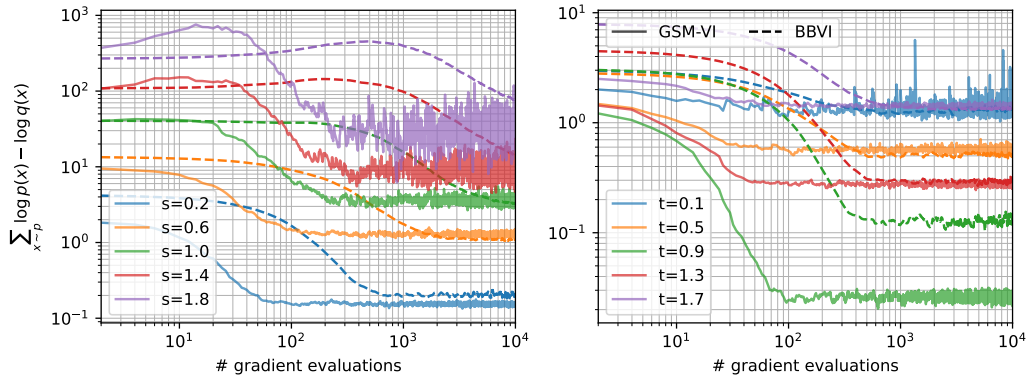 10³
10²
10¹
10⁰
10⁻¹
∑ x~p log p(x) − log q(x)
s=0.2
s=0.6
s=1.0
s=1.4
s=1.8
10¹
10²
10³
10⁴
# gradient evaluations
10¹
10⁰
10⁻¹
GSM-VI
BBVI
t=0.1
t=0.5
t=0.9
t=1.3
t=1.7
10¹
10²
10³
10⁴
# gradient evaluations